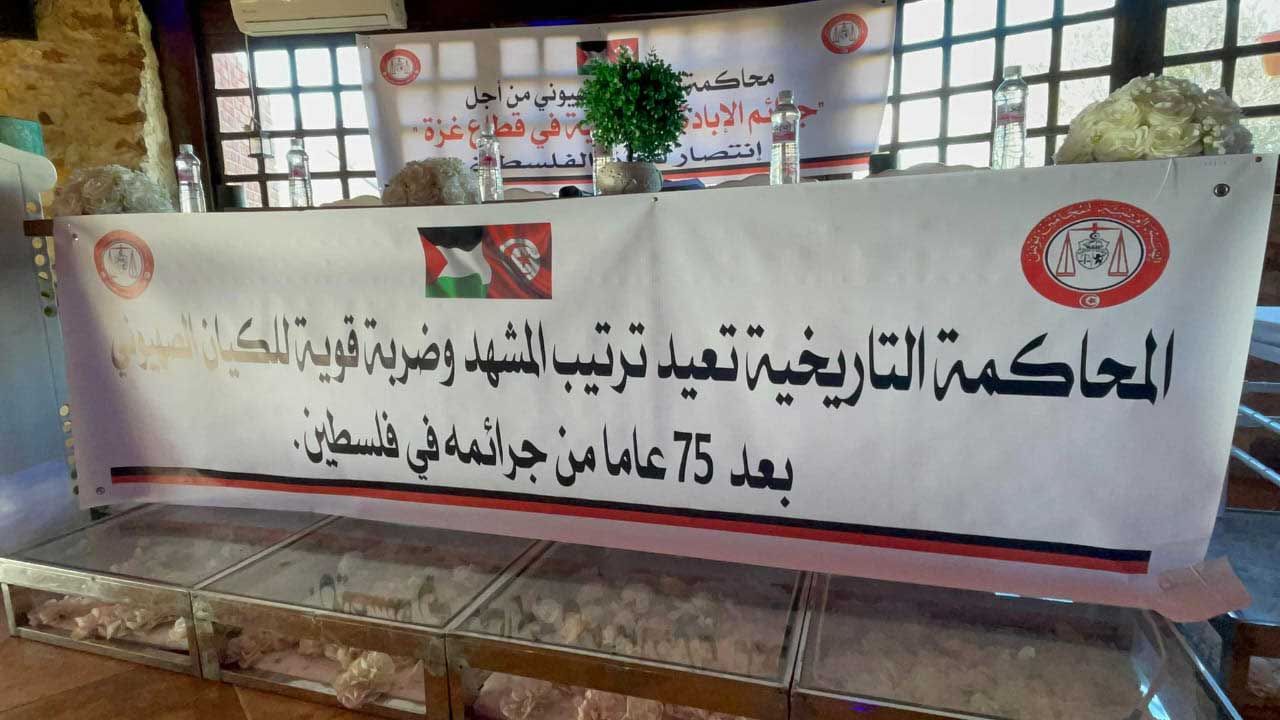 محاكمة هيوني من أجل
في قطاع غزة"
انتصار
المحاكمة التاريخية تعيد ترتيب المشهد وضربة قوية للكيان الصهيوني
بعد 75 عاما من جرائمه في فلسطين.